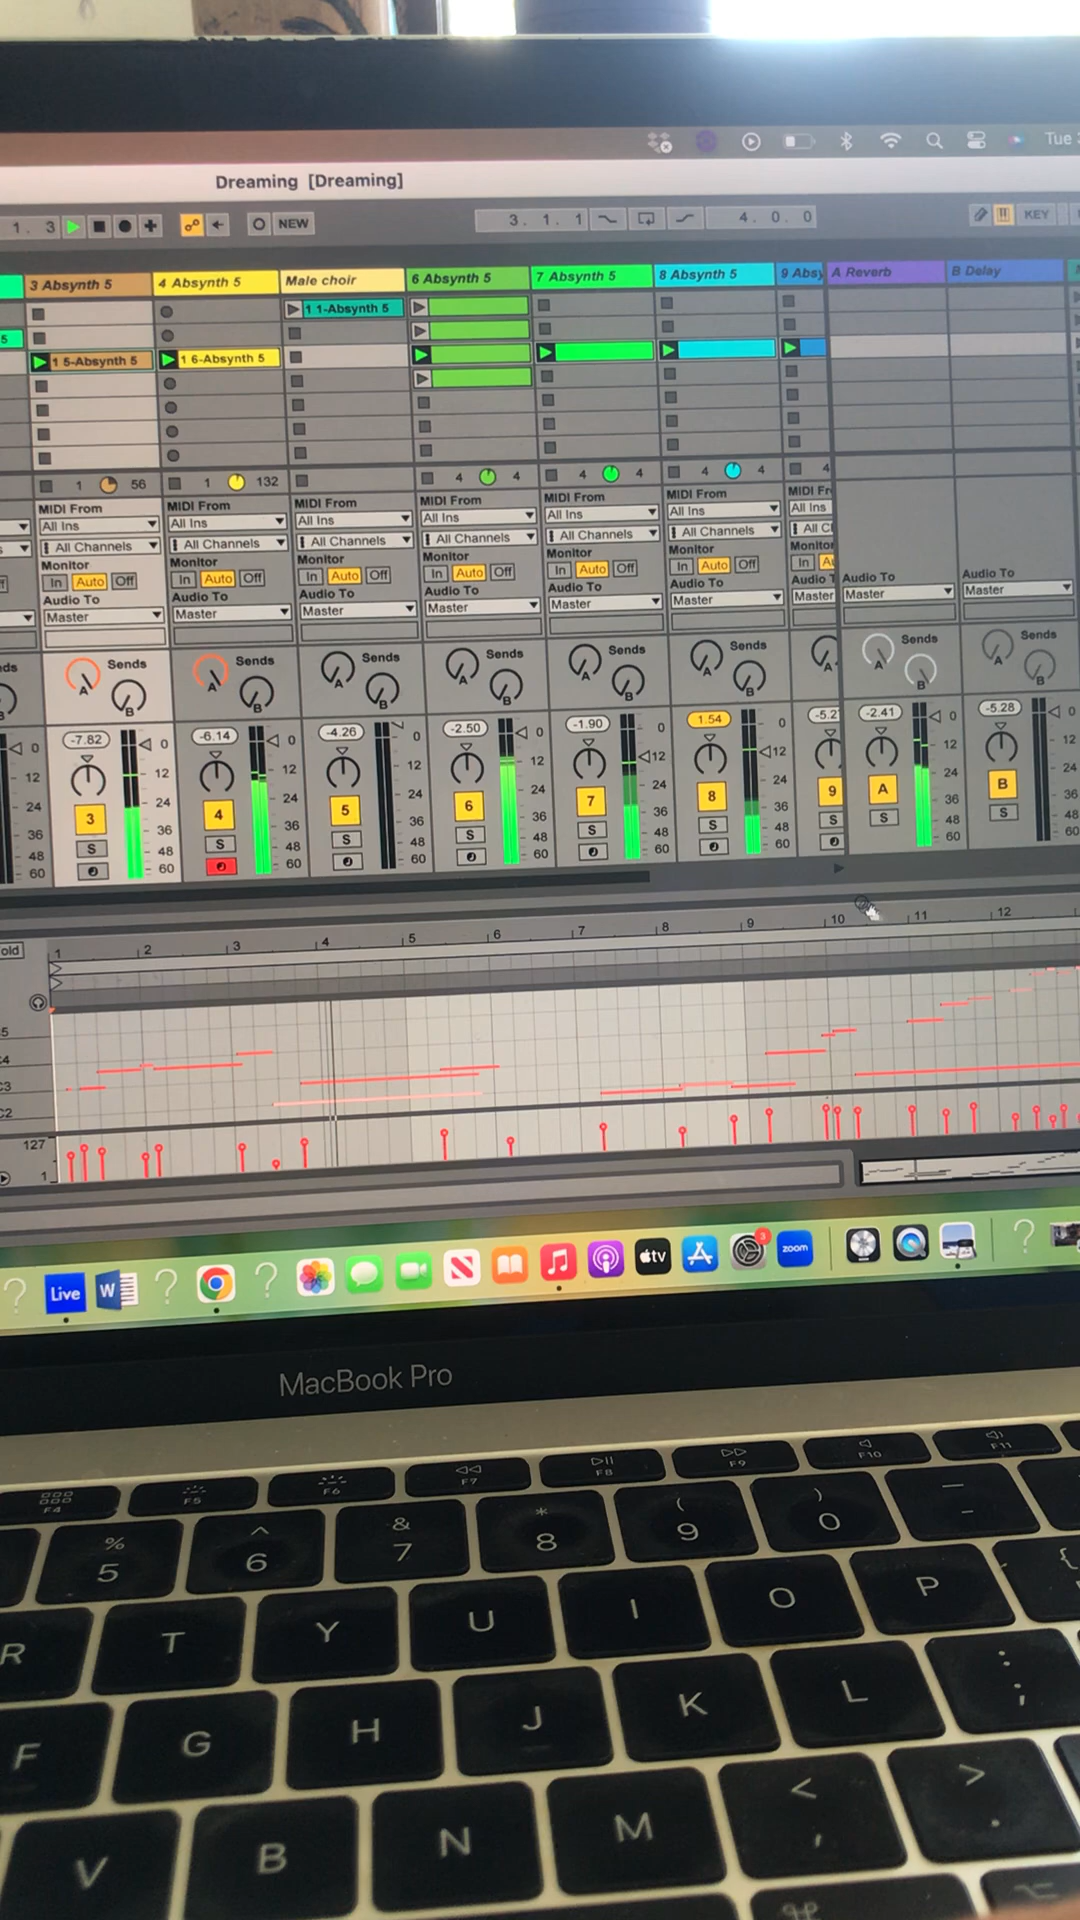 Tue
Dreaming [Dreaming]
1. 3 NEW 3. 1. 1 4. 0. 0 KEY
3 Absynth 5 4 Absynth 5 Male choir 6 Absynth 5 7 Absynth 5 8 Absynth 5 9 Absy A Reverb B Delay
1 1-Absynth 5
5 1 5-Absynth 5 1 6-Absynth 5
1 56 1 132 4 4 4 4 4 4 4
MIDI From MIDI From MIDI From MIDI From MIDI From MIDI From MIDI Fr
All Ins All Ins All Ins All Ins All Ins All Ins All Ins
All Channels All Channels All Channels All Channels All Channels All Channels All C
Monitor Monitor Monitor Monitor Monitor Monitor Monitor
In Auto Off In Auto Off In Auto Off In Auto Off In Auto Off In Auto Off In Au
Audio To Audio To Audio To Audio To Audio To Audio To Audio T Audio To Audio To
Master Master Master Master Master Master Master Master Master
ds Sends Sends Sends Sends Sends Sends Sends Sends
A A A A A A A A A
B B B B B B B B B
-7.82 -6.14 -4.26 -2.50 -1.90 1.54 -5.2 -2.41 -5.28
0 0 0 0 0 0 0 0 0
12 12 12 12 12 12 12 12 12
24 24 24 24 24 24 24 24 24
3 4 5 6 7 8 9 A B
36 36 36 36 36 36 36 36 36
S S S S S S S S S
48 48 48 48 48 48 48 48 48
60 60 60 60 60 60 60 60 60
old 1 2 3 4 5 6 7 8 9 10 11 12
5
C4
C3
C2
127
1
Live W tv 3 zoom
MacBook Pro
F4 F5 F6 F7 F8 F9 F10 F11
% ^ & * ( ) _
5 6 7 8 9 0 - {
R T Y U I O P
F G H J K L : ;
V B N M < , > .